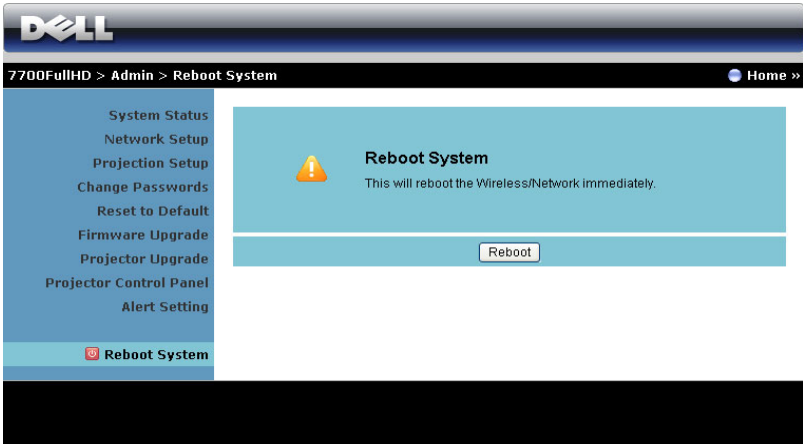 DELL
7700FullHD > Admin > Reboot System
Home »
System Status
Network Setup
Projection Setup
Change Passwords
Reset to Default
Firmware Upgrade
Projector Upgrade
Projector Control Panel
Alert Setting
Reboot System
Reboot System
This will reboot the Wireless/Network immediately.
Reboot